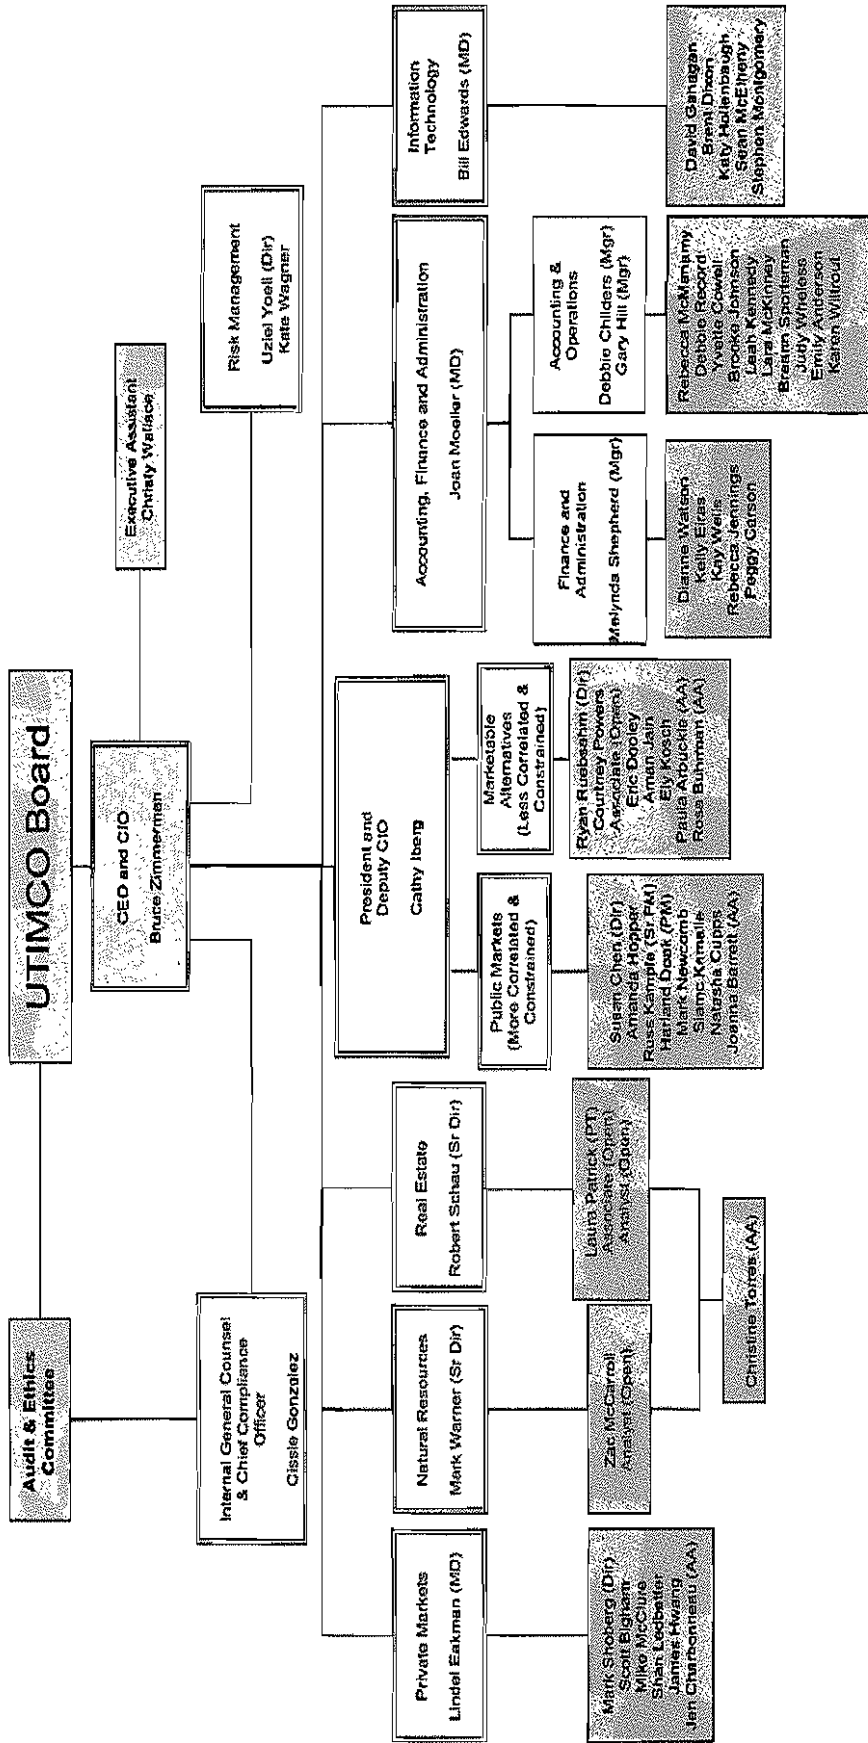 UTIMCO Board
Audit & Ethics
Committee
CEO and CIO
Bruce Zimmerman
Executive Assistant
Christy Wallace
Internal General Counsel
& Chief Compliance
Officer
Cissie Gonzalez
Risk Management
Uziel Yoeli (Dir)
Kate Wagner
Private Markets
Lindel Eakman (MD)
Natural Resources
Mark Warner (Sr Dir)
Real Estate
Robert Schau (Sr Dir)
President and
Deputy CIO
Cathy Iberg
Accounting, Finance and Administration
Joan Moeller (MD)
Information
Technology
Bill Edwards (MD)
Public Markets
(More Correlated &
Constrained)
Marketable
Alternatives
(Less Correlated &
Constrained)
Finance and
Administration
Melynda Shepherd (Mgr)
Accounting &
Operations
Debbie Childers (Mgr)
Gary Hill (Mgr)
Mark Shoberg (Dir)
Scott Bigham
Mike McClure
Shan Ledbetter
James Hwang
Jen Charbonneau (AA)
Zac McCarroll
Analyst (Open)
Laura Patrick (PT)
Associate (Open)
Analyst (Open)
Christine Torres (AA)
Susan Chen (Dir)
Amanda Hopper
Russ Kampfe (Sr PM)
Harland Doak (PM)
Mark Newcomb
Siamc Kamalie
Natasha Cupps
Joanna Barrett (AA)
Ryan Ruebsahm (Dir)
Courtney Powers
Associate (Open)
Eric Dooley
Aman Jain
Ely Kosch
Paula Arbuckle (AA)
Rosa Buhrman (AA)
Dianne Watson
Kelly Elras
Kay Wells
Rebecca Jennings
Peggy Carson
Rebecca McManamy
Debbie Record
Yvette Cowell
Brooke Johnson
Leah Kennedy
Lara McKinney
Breann Sportsman
Judy Wheless
Emily Anderson
Karen Wiltrout
David Gahagan
Brent Dixon
Katy Hollenbaugh
Sean McElheny
Stephen Montgomery